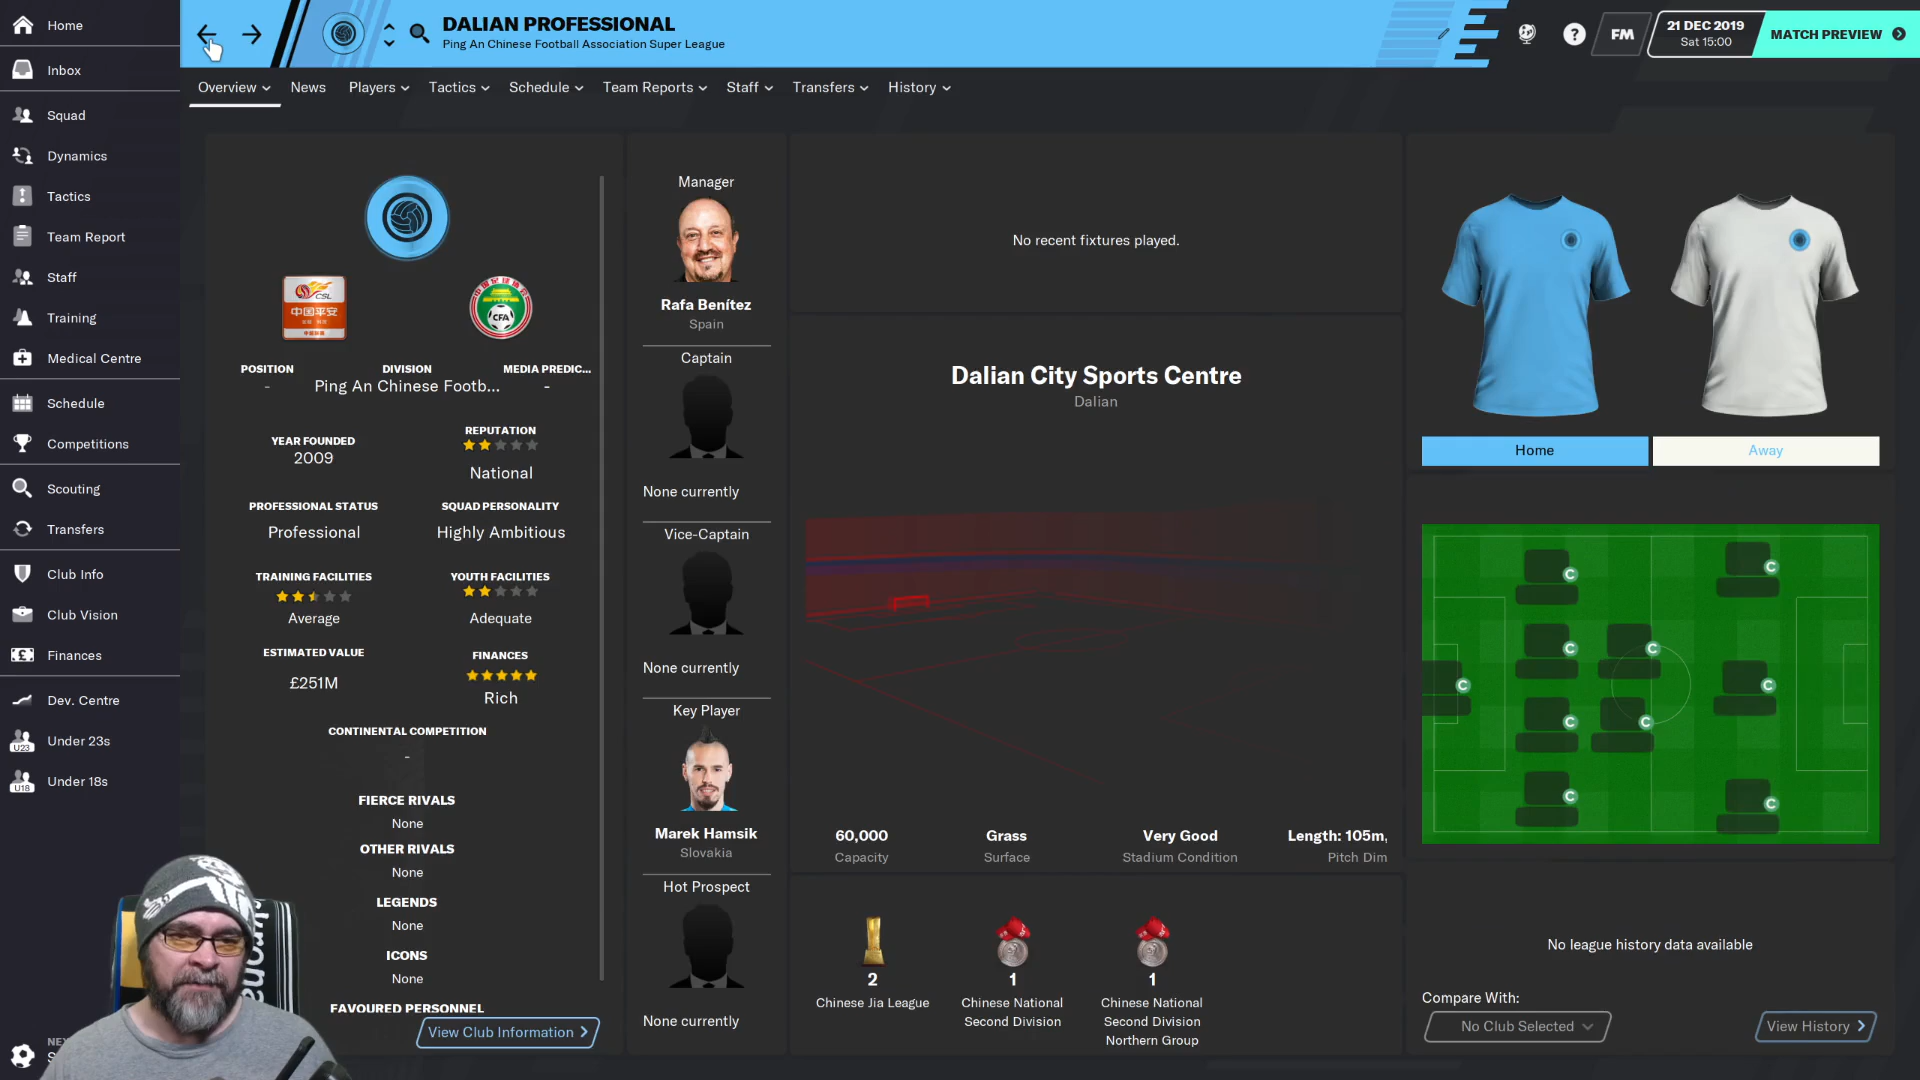 Home
Inbox
Squad
Dynamics
Tactics
Team Report
Staff
Training
Medical Centre
Schedule
Competitions
Scouting
Transfers
Club Info
Club Vision
Finances
Dev. Centre
U23
Under 23s
U18
Under 18s
DALIAN PROFESSIONAL
Ping An Chinese Football Association Super League
FM
21 DEC 2019
Sat 15:00
MATCH PREVIEW
Overview
News
Players
Tactics
Schedule
Team Reports
Staff
Transfers
History
CSL
中国平安
CFA
POSITION
-
DIVISION
Ping An Chinese Footb...
MEDIA PREDIC...
-
YEAR FOUNDED
2009
REPUTATION
National
PROFESSIONAL STATUS
Professional
SQUAD PERSONALITY
Highly Ambitious
TRAINING FACILITIES
Average
YOUTH FACILITIES
Adequate
ESTIMATED VALUE
£251M
FINANCES
Rich
CONTINENTAL COMPETITION
-
FIERCE RIVALS
None
OTHER RIVALS
None
LEGENDS
None
ICONS
None
FAVOURED PERSONNEL
View Club Information
Manager
Rafa Benítez
Spain
Captain
None currently
Vice-Captain
None currently
Key Player
Marek Hamsik
Slovakia
Hot Prospect
None currently
No recent fixtures played.
Dalian City Sports Centre
Dalian
60,000
Capacity
Grass
Surface
Very Good
Stadium Condition
Length: 105m,
Pitch Dim
2
Chinese Jia League
1
Chinese National
Second Division
1
Chinese National
Second Division
Northern Group
Home
Away
C
C
C
C
C
C
C
C
C
C
No league history data available
Compare With:
No Club Selected
View History